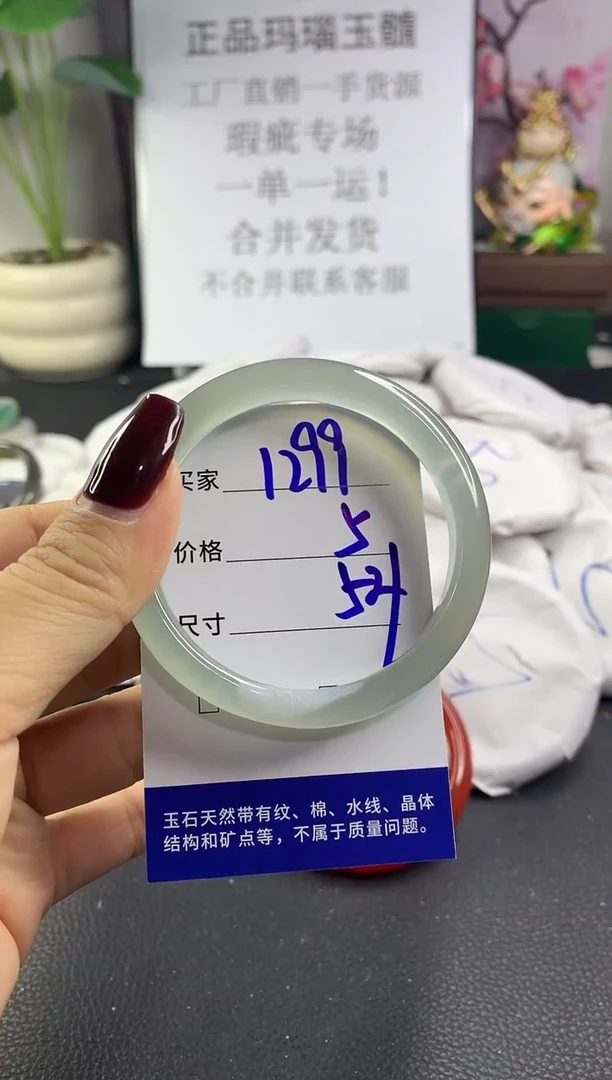 正品玛瑙玉髓
工厂直销一手货源
瑕疵专场
一单一运!
合并发货
不合并联系客服
买家 1299
价格 5
尺寸 54
玉石天然带有纹、棉、水线、晶体
结构和矿点等，不属于质量问题。